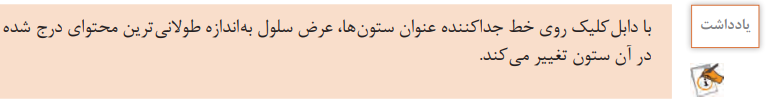 یادداشت
با دابل‌کلیک روی خط جداکننده عنوان ستون‌ها، عرض سلول به‌اندازه طولانی‌ترین محتوای درج شده
در آن ستون تغییر می‌کند.